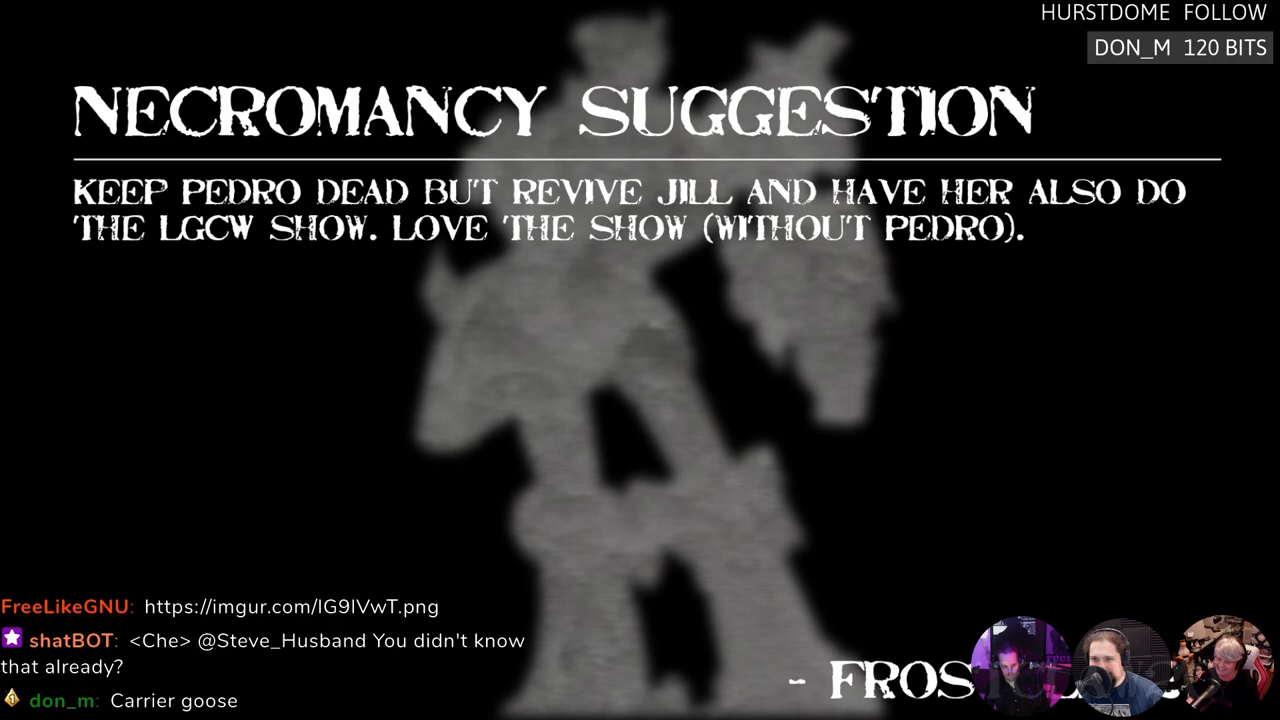 HURSTDOME FOLLOW
DON_M 120 BITS
NECROMANCY SUGGESTION
KEEP PEDRO DEAD BUT REVIVE JILL AND HAVE HER ALSO DO
THE LGCW SHOW. LOVE THE SHOW (WITHOUT PEDRO).
FreeLikeGNU: https://imgur.com/IG9IVwT.png
shatBOT: <Che> @Steve_Husband You didn't know
that already?
don_m: Carrier goose